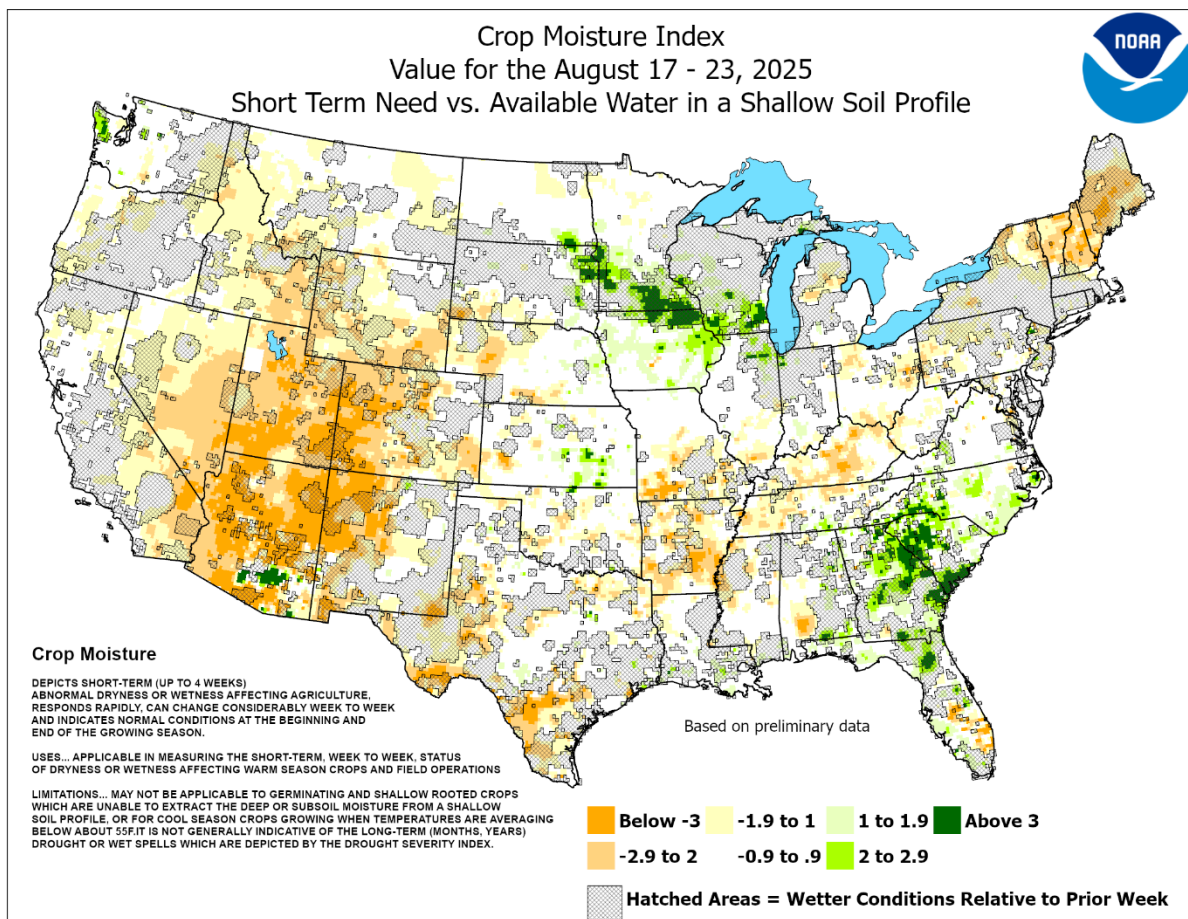 Crop Moisture Index
Value for the August 17 - 23, 2025
Short Term Need vs. Available Water in a Shallow Soil Profile
NOAA
Crop Moisture
DEPICTS SHORT-TERM (UP TO 4 WEEKS)
ABNORMAL DRYNESS OR WETNESS AFFECTING AGRICULTURE,
RESPONDS RAPIDLY, CAN CHANGE CONSIDERABLY WEEK TO WEEK
AND INDICATES NORMAL CONDITIONS AT THE BEGINNING AND
END OF THE GROWING SEASON.
USES... APPLICABLE IN MEASURING THE SHORT-TERM, WEEK TO WEEK, STATUS
OF DRYNESS OR WETNESS AFFECTING WARM SEASON CROPS AND FIELD OPERATIONS
LIMITATIONS... MAY NOT BE APPLICABLE TO GERMINATING AND SHALLOW ROOTED CROPS
WHICH ARE UNABLE TO EXTRACT THE DEEP OR SUBSOIL MOISTURE FROM A SHALLOW
SOIL PROFILE, OR FOR COOL SEASON CROPS GROWING WHEN TEMPERATURES ARE AVERAGING
BELOW ABOUT 55F.IT IS NOT GENERALLY INDICATIVE OF THE LONG-TERM (MONTHS, YEARS)
DROUGHT OR WET SPELLS WHICH ARE DEPICTED BY THE DROUGHT SEVERITY INDEX.
Based on preliminary data
Below -3 -1.9 to 1 1 to 1.9 Above 3
-2.9 to 2 -0.9 to .9 2 to 2.9
Hatched Areas = Wetter Conditions Relative to Prior Week